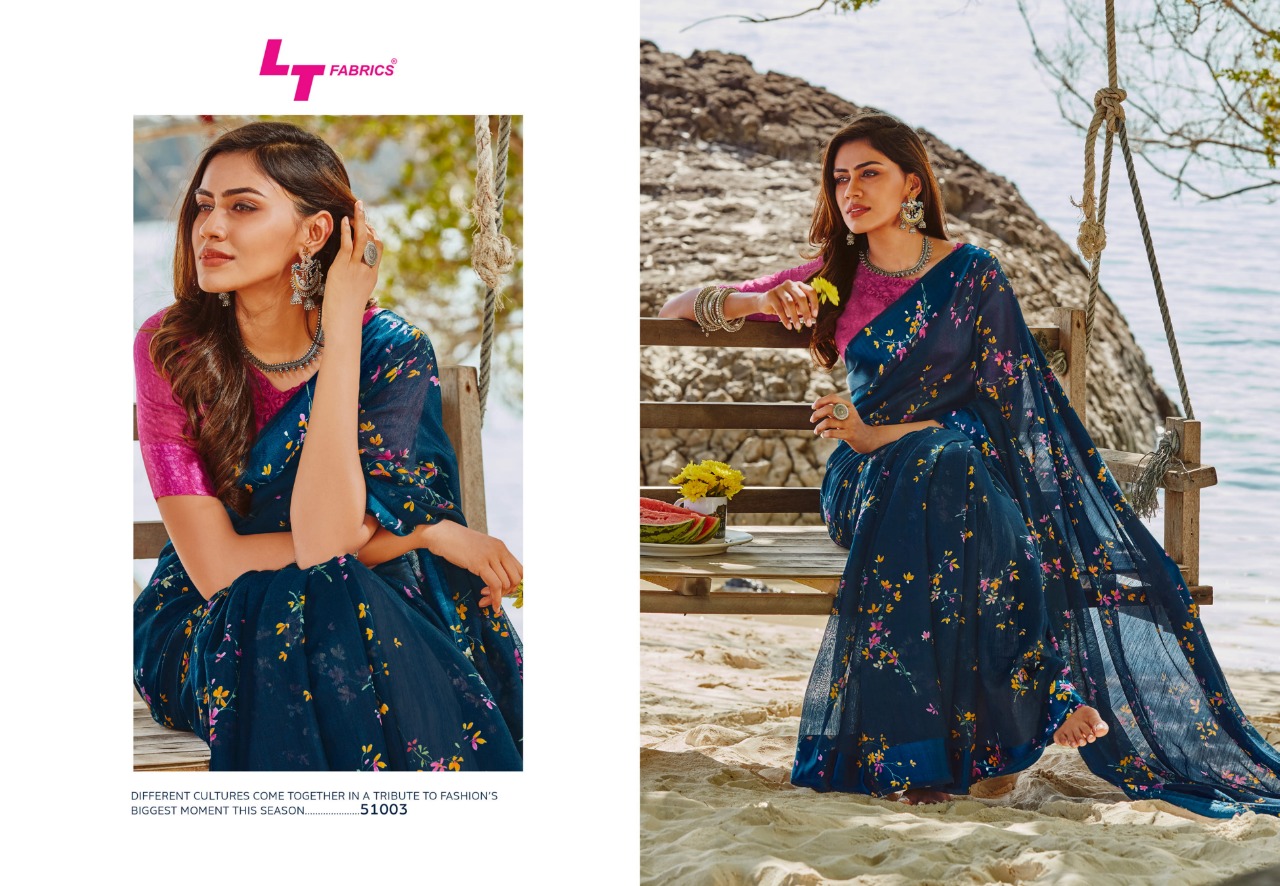 LT FABRICS®
DIFFERENT CULTURES COME TOGETHER IN A TRIBUTE TO FASHION'S
BIGGEST MOMENT THIS SEASON.....................51003